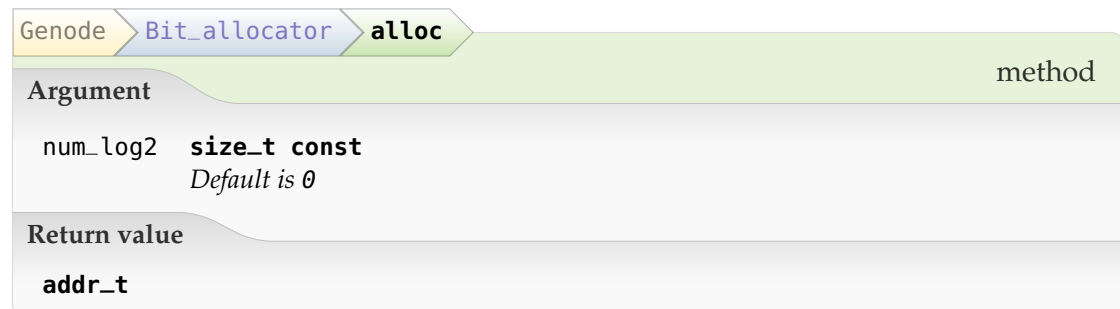 Genode Bit_allocator alloc
method
Argument
num_log2 size_t const
Default is 0
Return value
addr_t